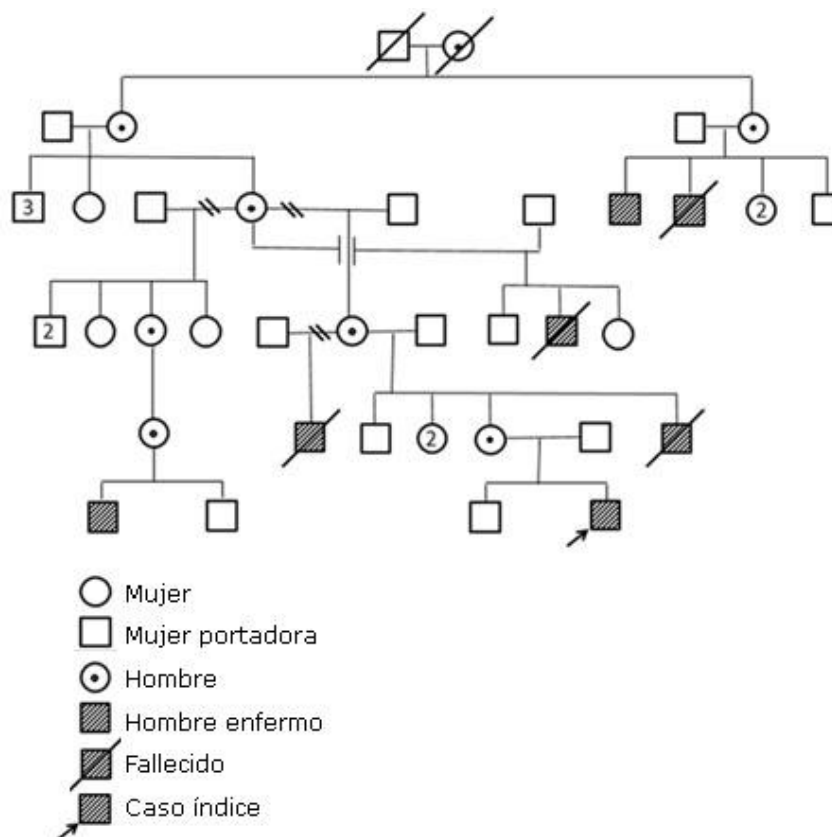 3
2
2
2
Mujer
Mujer portadora
Hombre
Hombre enfermo
Fallecido
Caso índice